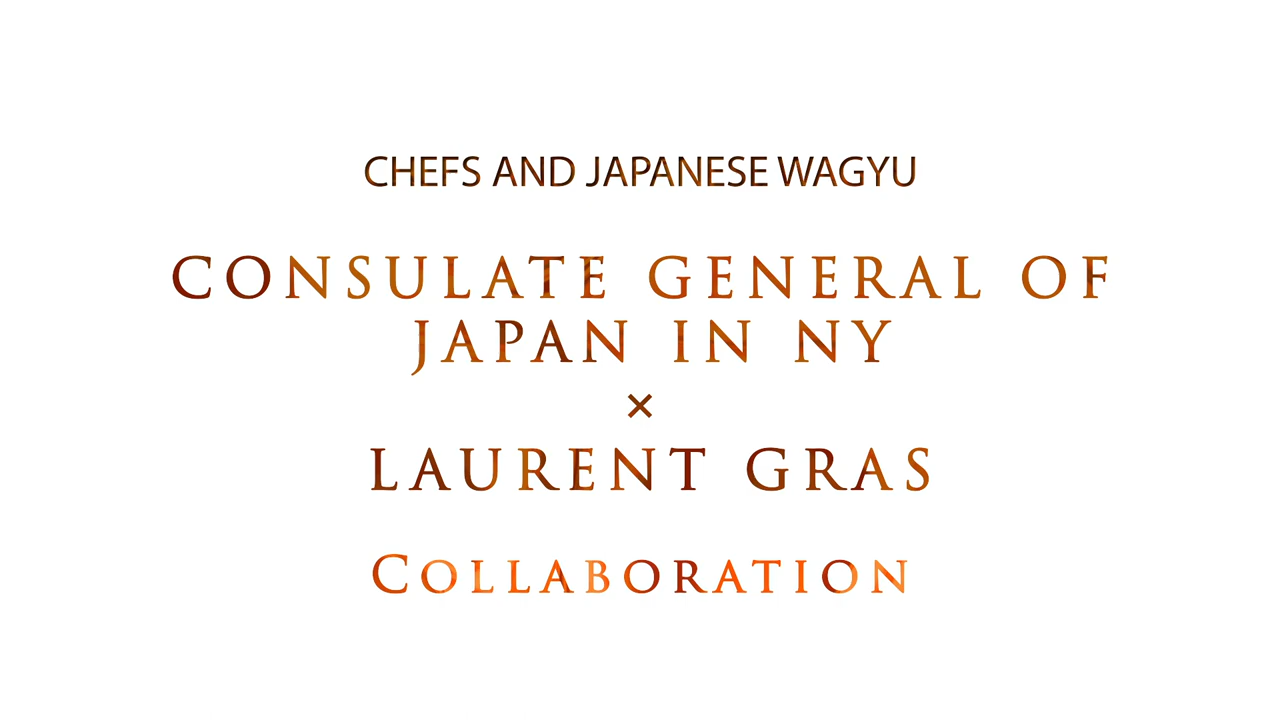 CHEFS AND JAPANESE WAGYU
CONSULATE GENERAL OF
JAPAN IN NY
×
LAURENT GRAS
Collaboration